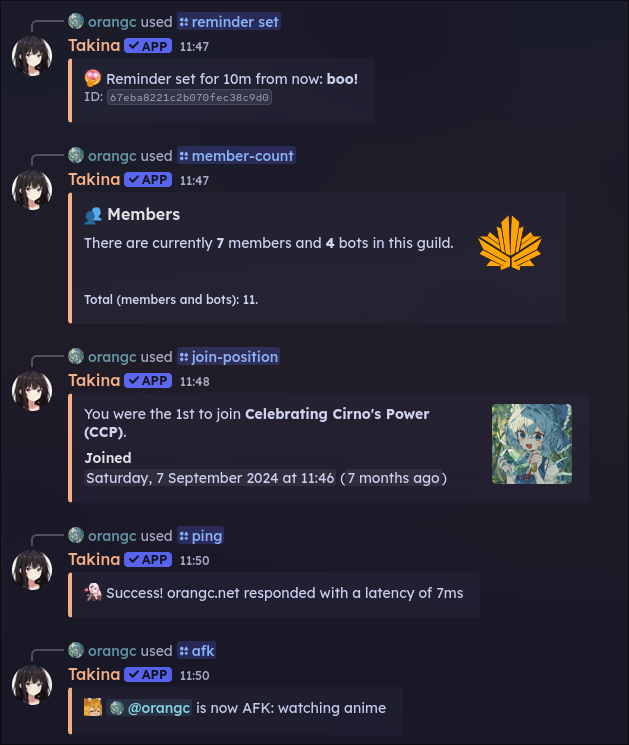 orangc used reminder set
Takina APP 11:47
Reminder set for 10m from now: boo!
ID: 67eba8221c2b070fec38c9d0
orangc used member-count
Takina APP 11:47
Members
There are currently 7 members and 4 bots in this guild.
Total (members and bots): 11.
orangc used join-position
Takina APP 11:48
You were the 1st to join Celebrating Cirno's Power
(CCP).
Joined
Saturday, 7 September 2024 at 11:46 (7 months ago)
orangc used ping
Takina APP 11:50
Success! orangc.net responded with a latency of 7ms
orangc used afk
Takina APP 11:50
@orangc is now AFK: watching anime